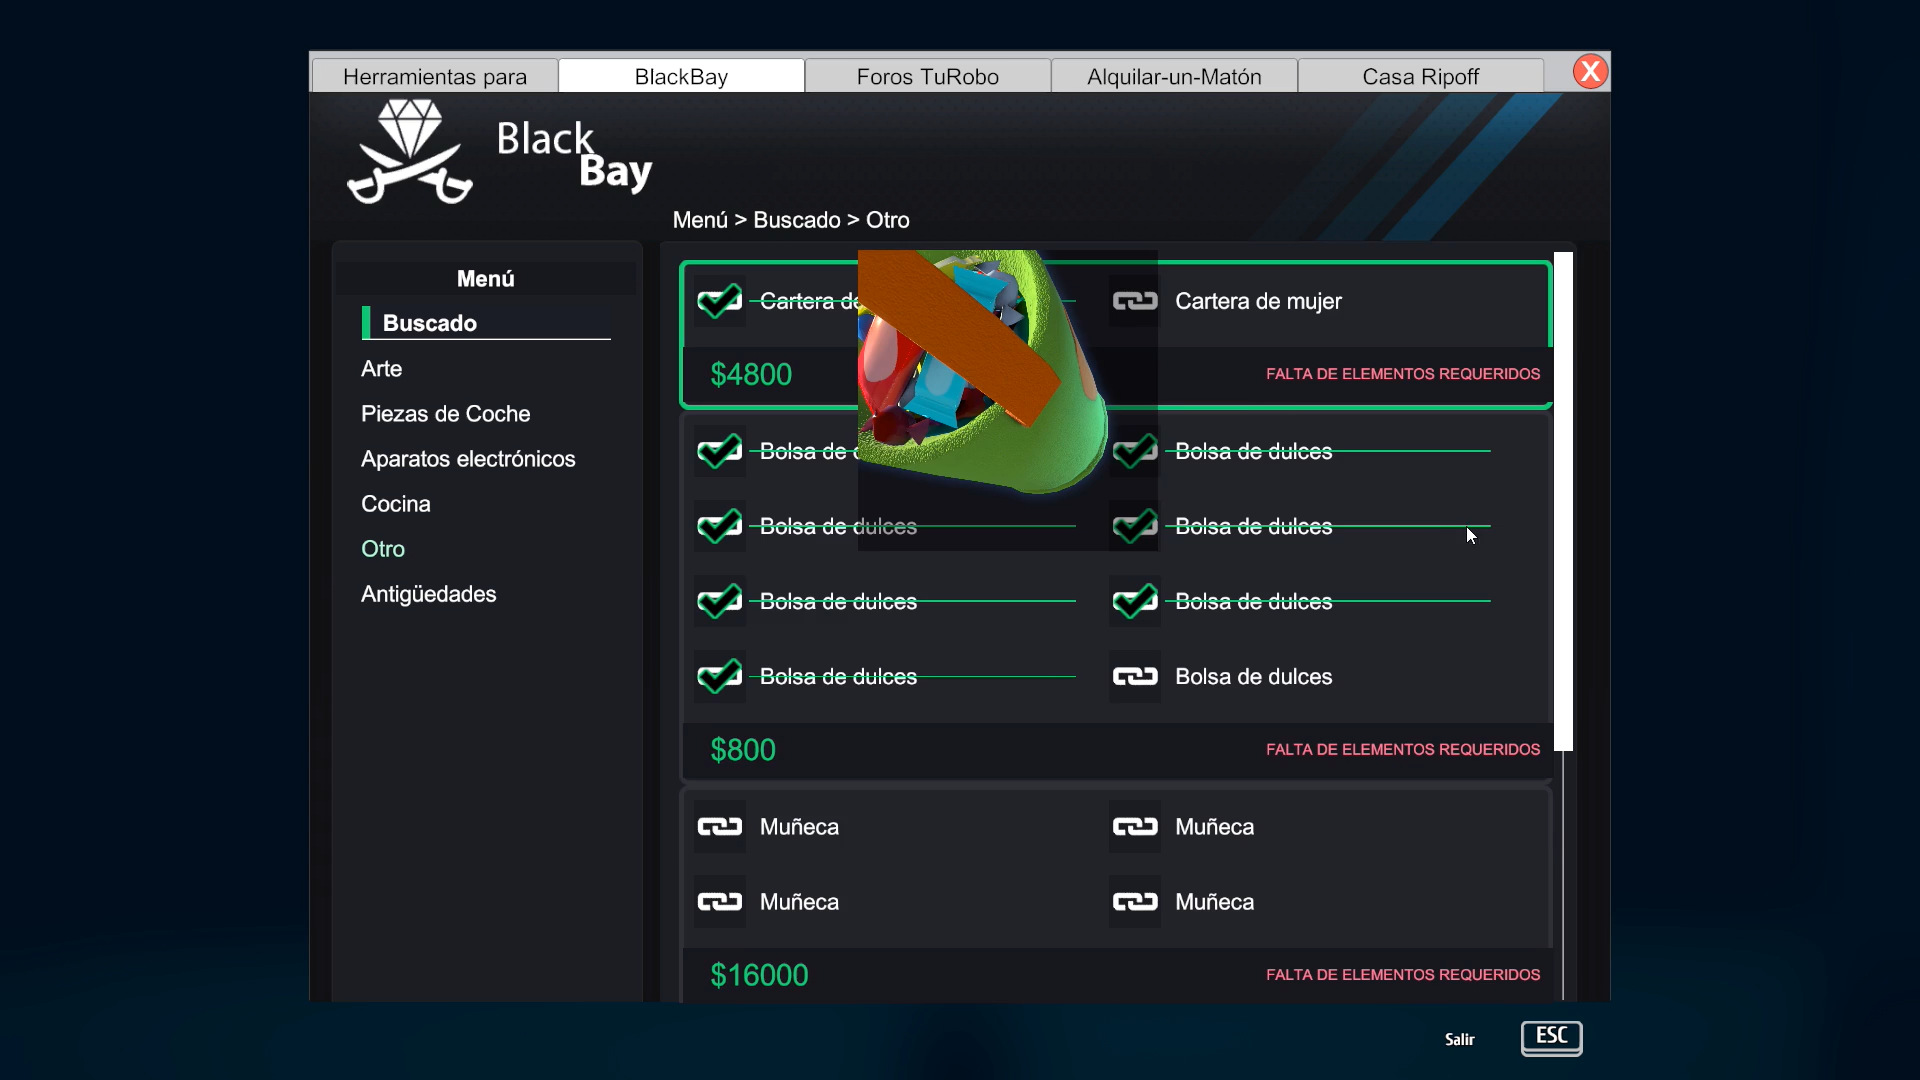 Herramientas para BlackBay Foros TuRobo Alquilar-un-Matón Casa Ripoff X
Black
Bay
Menú > Buscado > Otro
Menú
Buscado
Arte
Piezas de Coche
Aparatos electrónicos
Cocina
Otro
Antigüedades
Cartera de Cartera de mujer
$4800 FALTA DE ELEMENTOS REQUERIDOS
Bolsa de Bolsa de dulces
Bolsa de dulces Bolsa de dulces
Bolsa de dulces Bolsa de dulces
Bolsa de dulces Bolsa de dulces
$800 FALTA DE ELEMENTOS REQUERIDOS
Muñeca Muñeca
Muñeca Muñeca
$16000 FALTA DE ELEMENTOS REQUERIDOS
Salir ESC